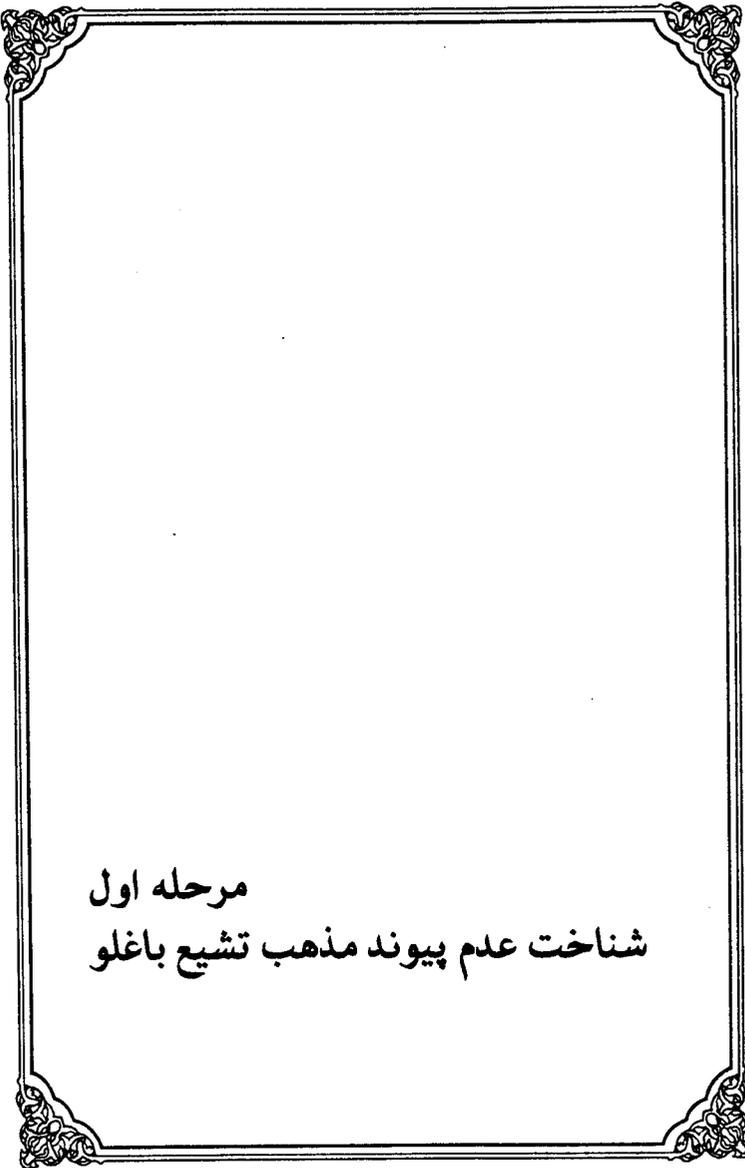 مرحله اول
شناخت عدم پیوند مذهب تشیع باغلو